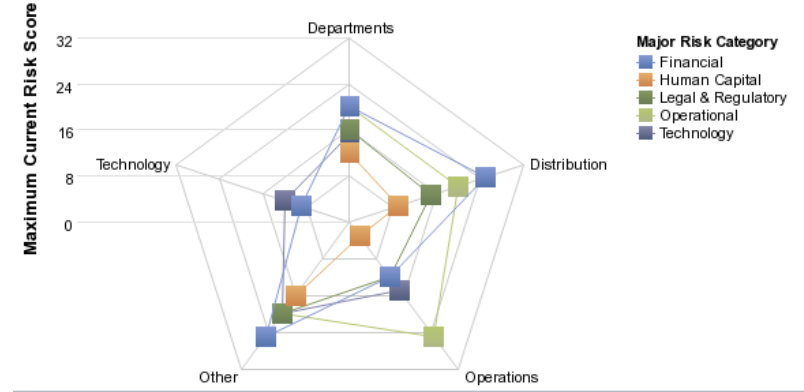 Maximum Current Risk Score
32
24
16
8
0
Departments
Distribution
Operations
Other
Technology
Major Risk Category
Financial
Human Capital
Legal & Regulatory
Operational
Technology